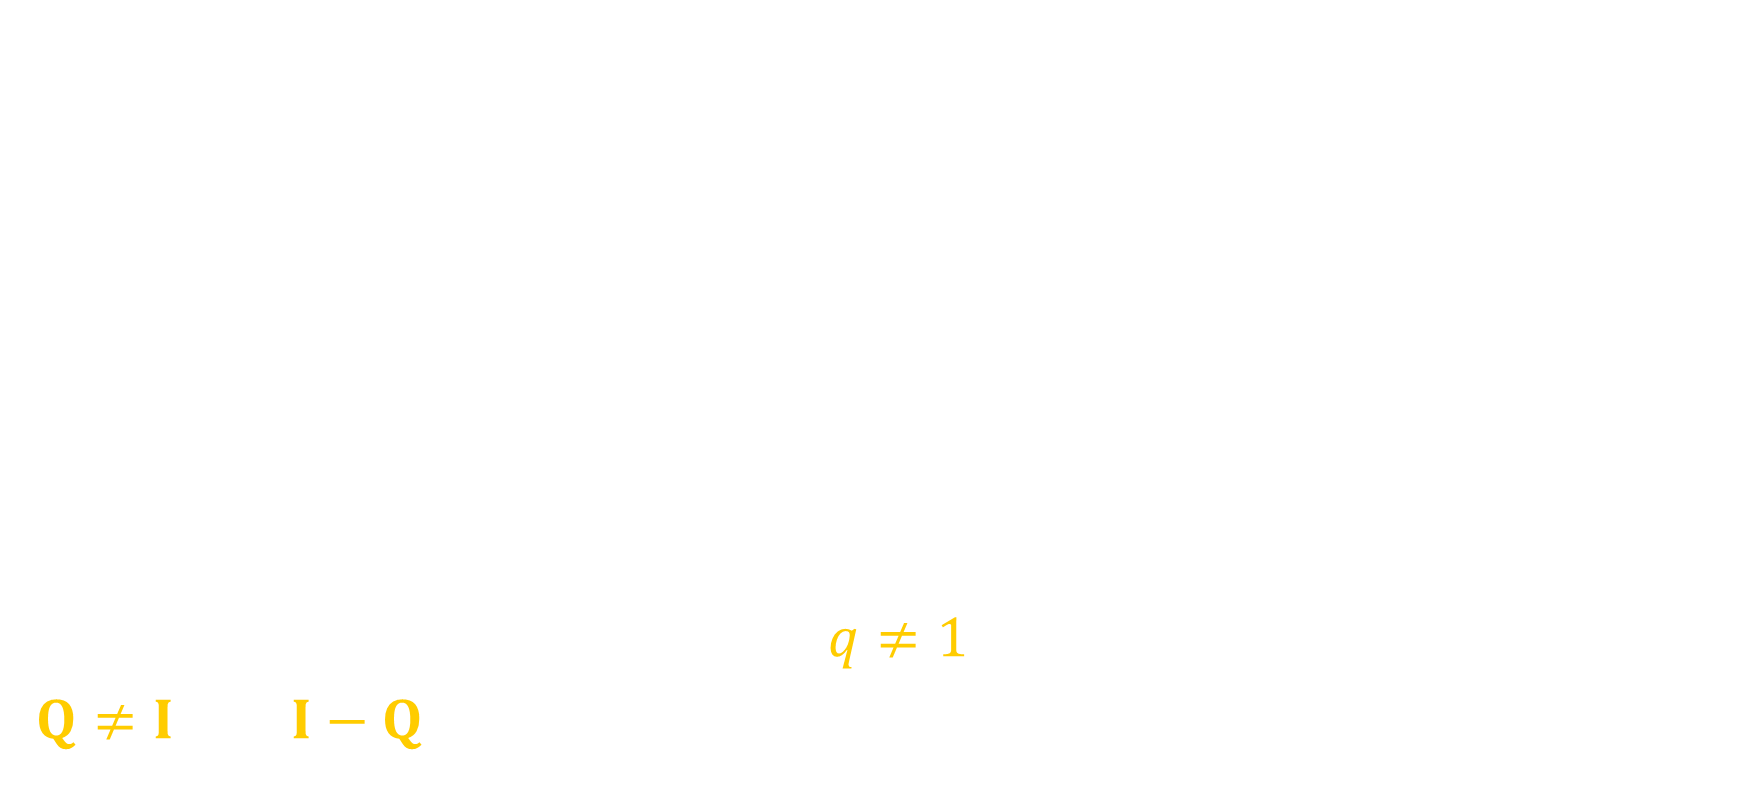 q ≠ 1
Q ≠ I I − Q